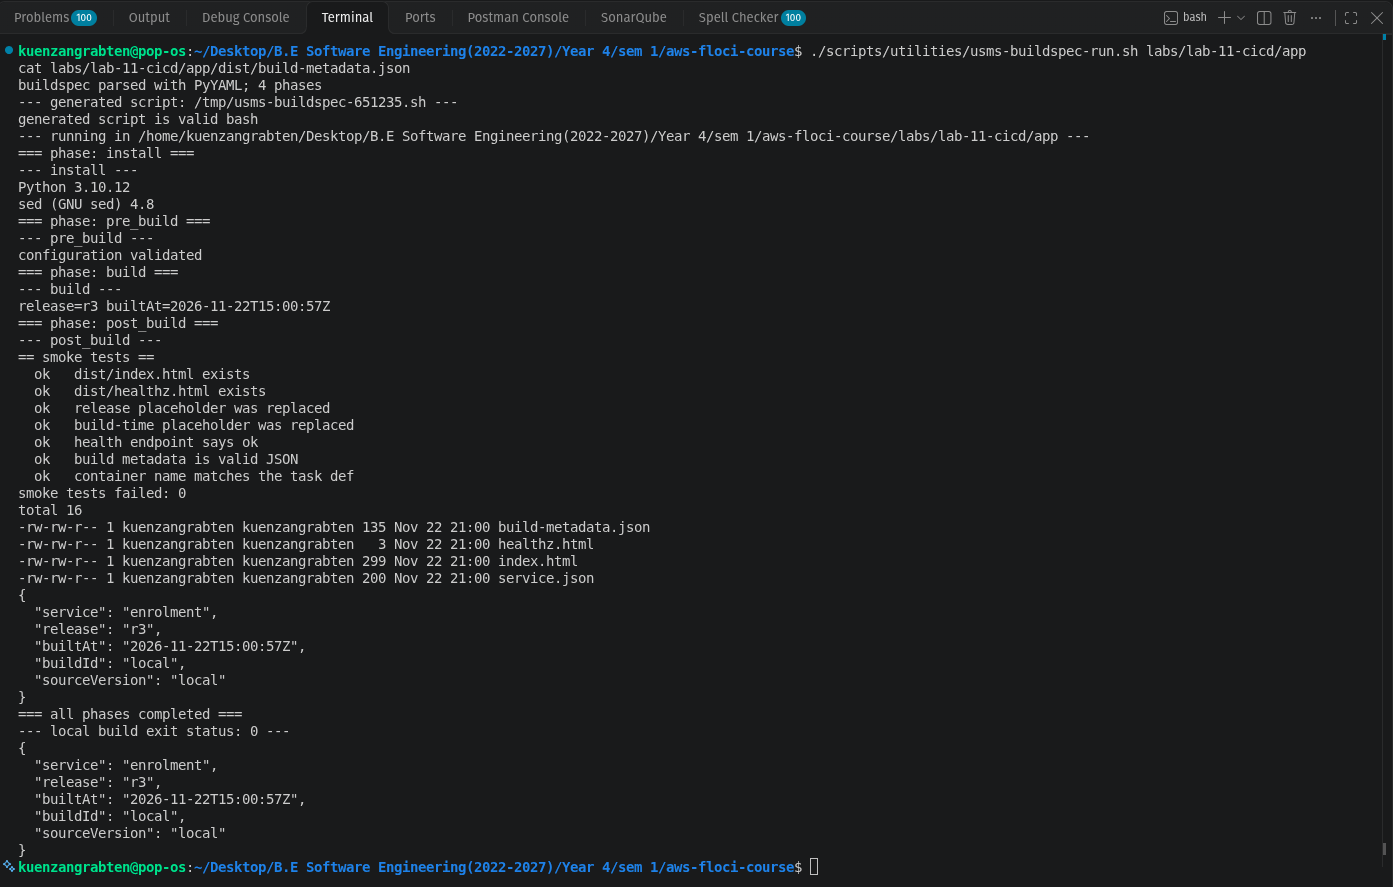 Problems 100 Output Debug Console Terminal Ports Postman Console SonarQube Spell Checker 100 bash
kuenzangrabten@pop-os:~/Desktop/B.E Software Engineering(2022-2027)/Year 4/sem 1/aws-floci-course$ ./scripts/utilities/usms-buildspec-run.sh labs/lab-11-cicd/app
cat labs/lab-11-cicd/app/dist/build-metadata.json
buildspec parsed with PyYAML; 4 phases
--- generated script: /tmp/usms-buildspec-651235.sh ---
generated script is valid bash
--- running in /home/kuenzangrabten/Desktop/B.E Software Engineering(2022-2027)/Year 4/sem 1/aws-floci-course/labs/lab-11-cicd/app ---
=== phase: install ===
--- install ---
Python 3.10.12
sed (GNU sed) 4.8
=== phase: pre_build ===
--- pre_build ---
configuration validated
=== phase: build ===
--- build ---
release=r3 builtAt=2026-11-22T15:00:57Z
=== phase: post_build ===
--- post_build ---
== smoke tests ==
  ok   dist/index.html exists
  ok   dist/healthz.html exists
  ok   release placeholder was replaced
  ok   build-time placeholder was replaced
  ok   health endpoint says ok
  ok   build metadata is valid JSON
  ok   container name matches the task def
smoke tests failed: 0
total 16
-rw-rw-r-- 1 kuenzangrabten kuenzangrabten 135 Nov 22 21:00 build-metadata.json
-rw-rw-r-- 1 kuenzangrabten kuenzangrabten   3 Nov 22 21:00 healthz.html
-rw-rw-r-- 1 kuenzangrabten kuenzangrabten 299 Nov 22 21:00 index.html
-rw-rw-r-- 1 kuenzangrabten kuenzangrabten 200 Nov 22 21:00 service.json
{
  "service": "enrolment",
  "release": "r3",
  "builtAt": "2026-11-22T15:00:57Z",
  "buildId": "local",
  "sourceVersion": "local"
}
=== all phases completed ===
--- local build exit status: 0 ---
{
  "service": "enrolment",
  "release": "r3",
  "builtAt": "2026-11-22T15:00:57Z",
  "buildId": "local",
  "sourceVersion": "local"
}
kuenzangrabten@pop-os:~/Desktop/B.E Software Engineering(2022-2027)/Year 4/sem 1/aws-floci-course$